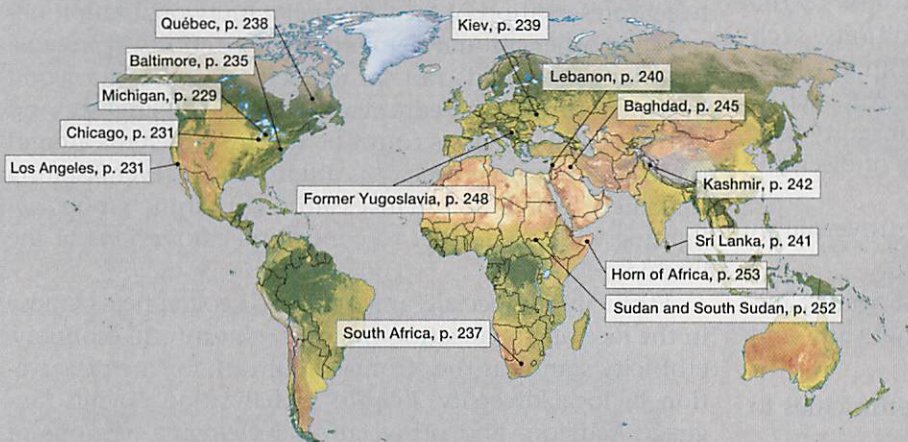 Québec, p. 238
Kiev, p. 239
Baltimore, p. 235
Lebanon, p. 240
Michigan, p. 229
Baghdad, p. 245
Chicago, p. 231
Los Angeles, p. 231
Kashmir, p. 242
Former Yugoslavia, p. 248
Sri Lanka, p. 241
Horn of Africa, p. 253
Sudan and South Sudan, p. 252
South Africa, p. 237